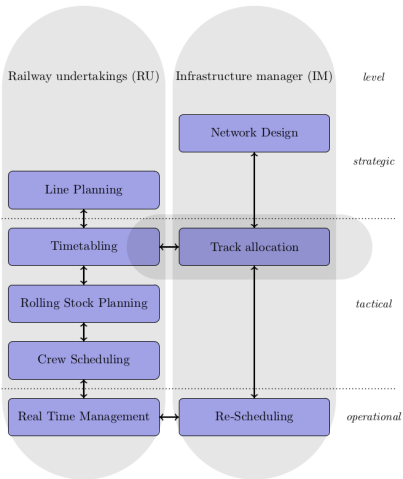 Railway undertakings (RU) Infrastructure manager (IM) level
Network Design
strategic
Line Planning
Timetabling Track allocation
Rolling Stock Planning tactical
Crew Scheduling
Real Time Management Re-Scheduling operational